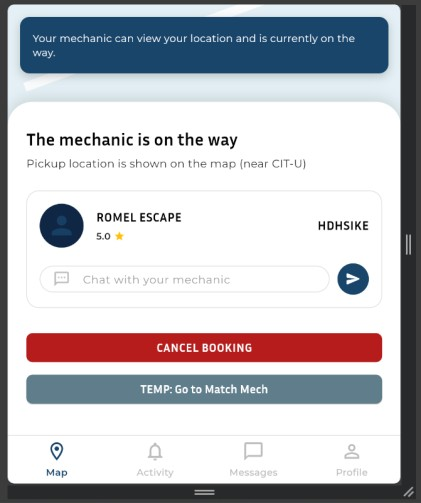 Your mechanic can view your location and is currently on the
way.
The mechanic is on the way
Pickup location is shown on the map (near CIT-U)
ROMEL ESCAPE
5.0
HDHSIKE
Chat with your mechanic
CANCEL BOOKING
TEMP: Go to Match Mech
Map
Activity
Messages
Profile